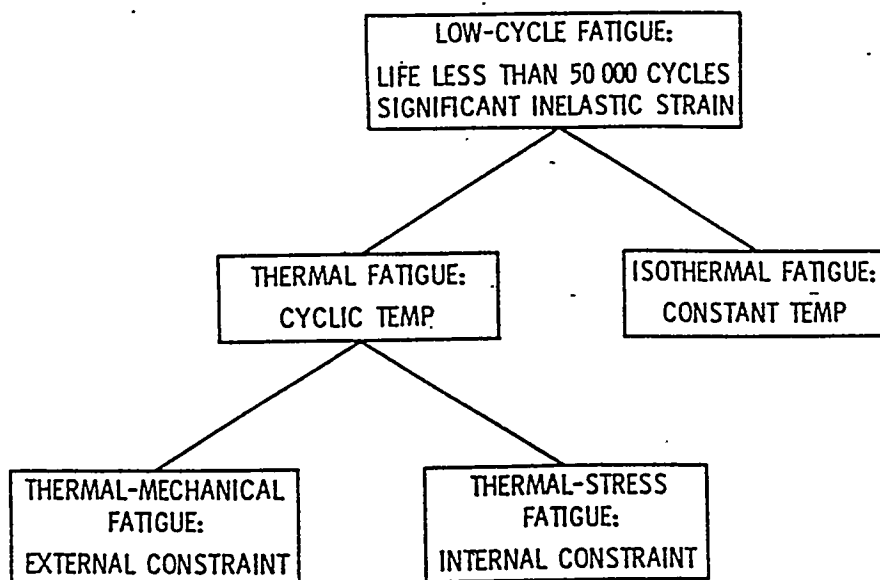 LOW-CYCLE FATIGUE:
LIFE LESS THAN 50 000 CYCLES
SIGNIFICANT INELASTIC STRAIN
THERMAL FATIGUE:
CYCLIC TEMP.
ISOTHERMAL FATIGUE:
CONSTANT TEMP
THERMAL-MECHANICAL
FATIGUE:
EXTERNAL CONSTRAINT
THERMAL-STRESS
FATIGUE:
INTERNAL CONSTRAINT